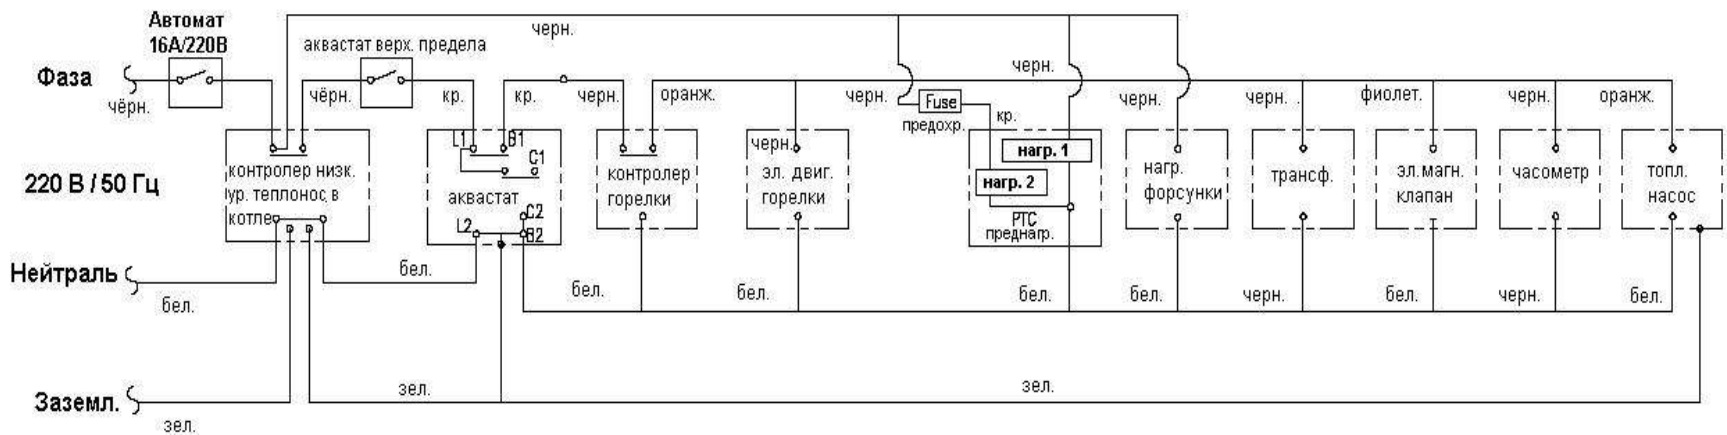 Автомат
16А/220В
черн.
аквастат верх. предела
Фаза
чёрн.
чёрн.
кр.
кр.
черн.
оранж.
черн.
черн.
Fuse
предохр.
кр.
черн.
черн. .
фиолет.
черн.
оранж.
220 В / 50 Гц
контролер низк.
ур. теплонос. в
котле
L1
B1
C1
аквастат
L2
C2
B2
контролер
горелки
черн.
эл. двиг.
горелки
нагр. 1
нагр. 2
РТС
преднагр.
нагр.
форсунки
трансф.
эл.магн.
клапан
часометр
топл.
насос
Нейтраль
бел.
бел.
бел.
бел.
бел.
бел.
черн.
бел.
черн.
бел.
Заземл.
зел.
зел.
зел.